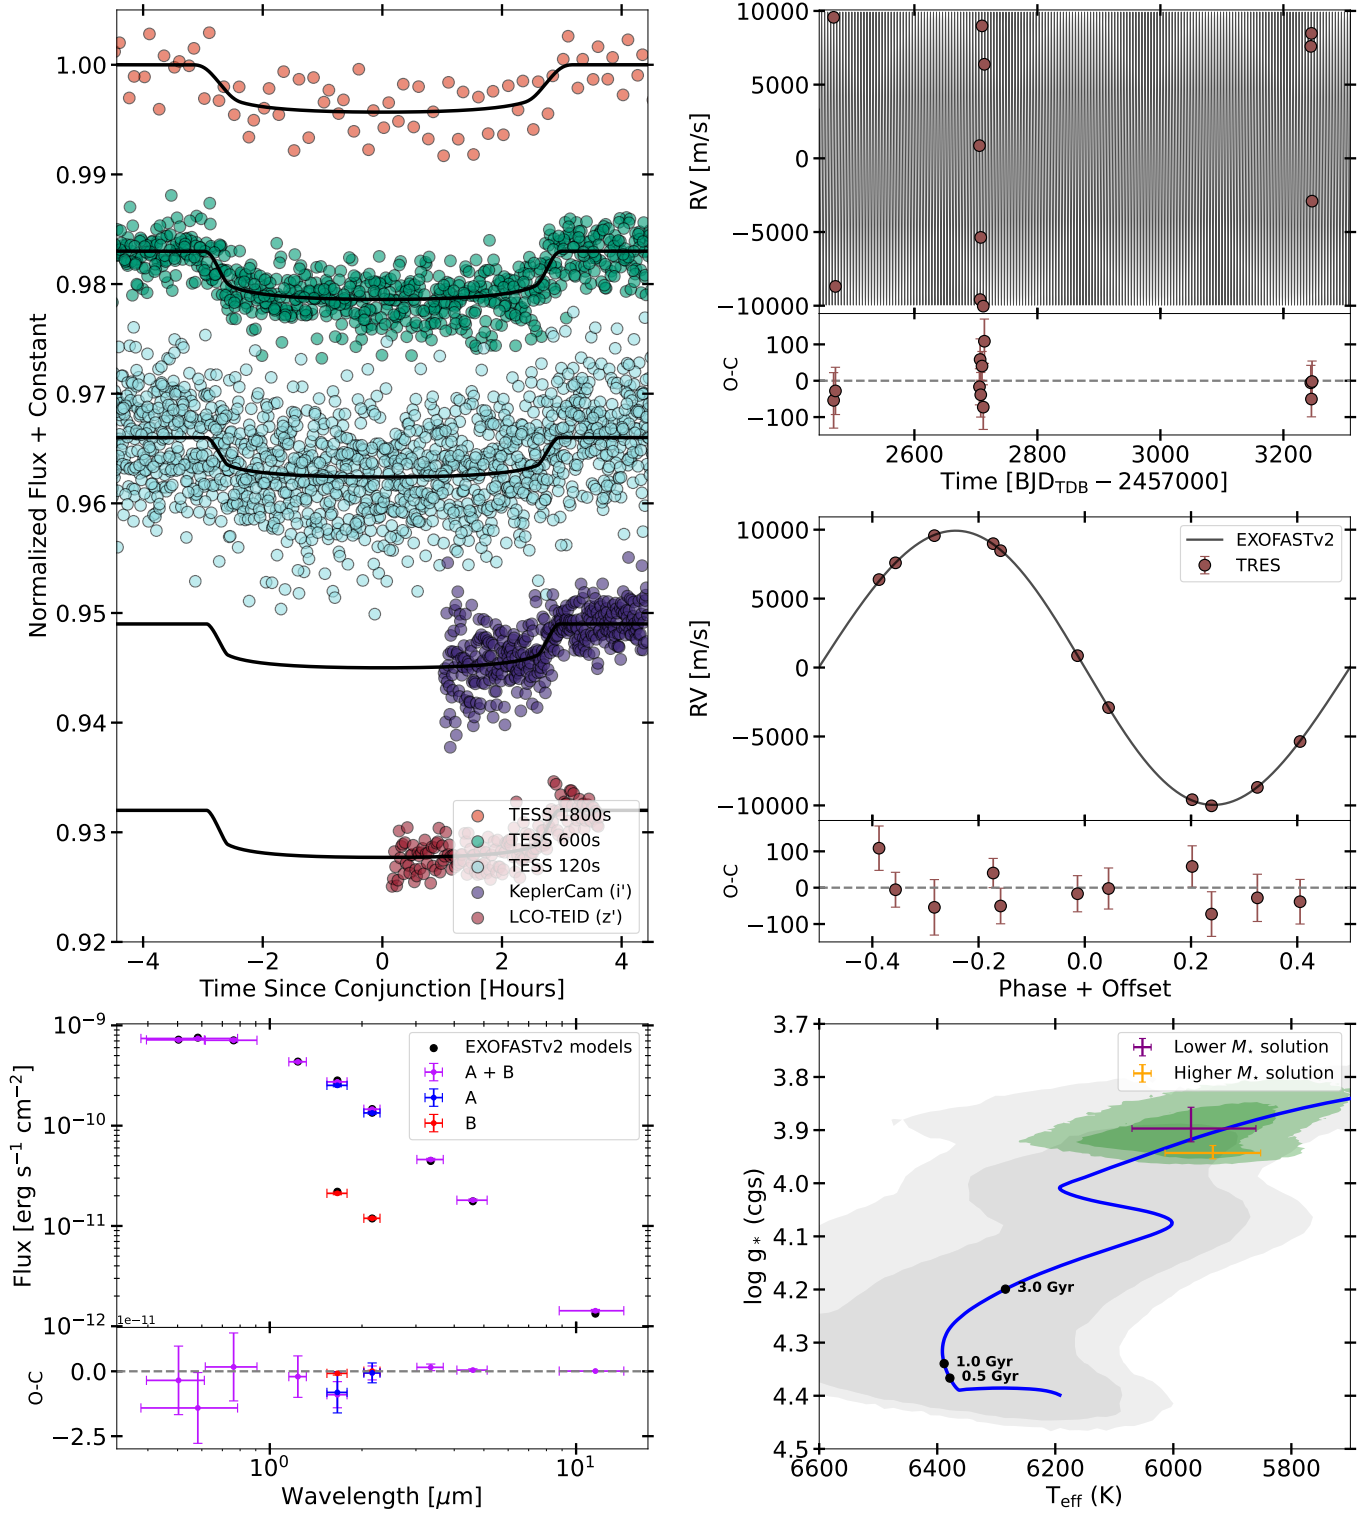 1.00
0.99
0.98
0.97
0.96
0.95
0.94
0.93
0.92
Normalized Flux + Constant
TESS 1800s
TESS 600s
TESS 120s
KeplerCam (i')
LCO-TEID (z')
−4
−2
0
2
4
Time Since Conjunction [Hours]
10000
5000
0
−5000
−10000
RV [m/s]
100
0
−100
O-C
2600
2800
3000
3200
Time [BJD_TDB − 2457000]
10000
5000
0
−5000
−10000
RV [m/s]
EXOFASTv2
TRES
100
0
−100
O-C
−0.4
−0.2
0.0
0.2
0.4
Phase + Offset
10⁻⁹
10⁻¹⁰
10⁻¹¹
10⁻¹²
Flux [erg s⁻¹ cm⁻²]
EXOFASTv2 models
A + B
A
B
1e−11
0.0
−2.5
O-C
10⁰
10¹
Wavelength [μm]
3.7
3.8
3.9
4.0
4.1
4.2
4.3
4.4
4.5
log g* (cgs)
Lower M⋆ solution
Higher M⋆ solution
3.0 Gyr
1.0 Gyr
0.5 Gyr
6600
6400
6200
6000
5800
T_eff (K)